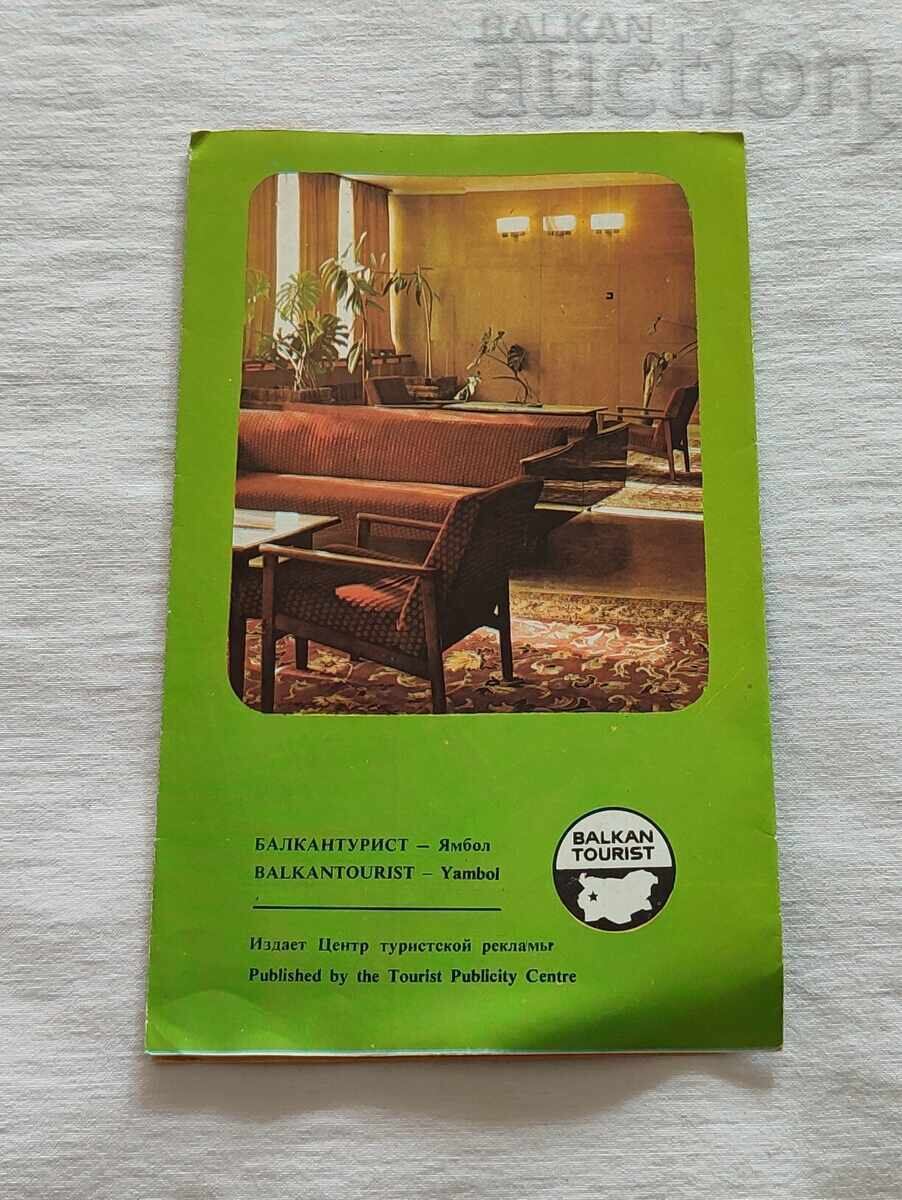 BALKAN
auction
БАЛКАНТУРИСТ – Ямбол
BALKANTOURIST – Yambol
BALKAN
TOURIST
Издает Центр туристской рекламы
Published by the Tourist Publicity Centre